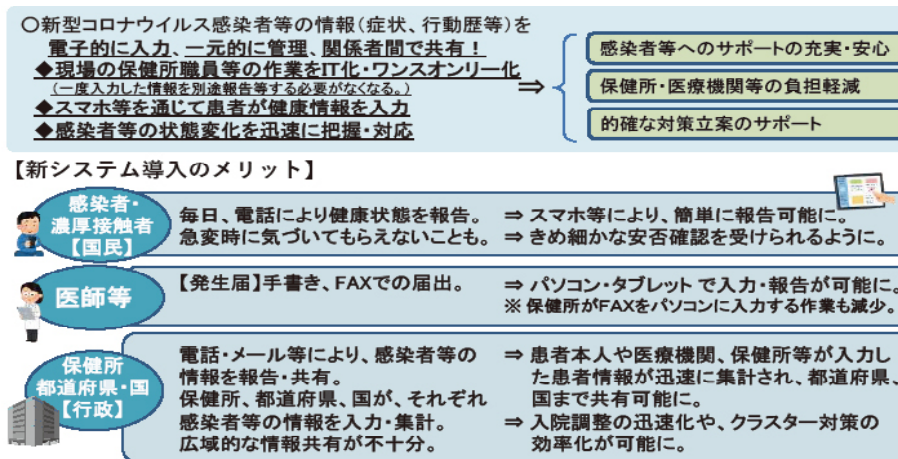 ○新型コロナウイルス感染者等の情報(症状、行動歴等)を
電子的に入力、一元的に管理、関係者間で共有！
◆現場の保健所職員等の作業をIT化・ワンスオンリー化
(一度入力した情報を別途報告等する必要がなくなる。)
◆スマホ等を通じて患者が健康情報を入力
◆感染者等の状態変化を迅速に把握・対応
⇒
感染者等へのサポートの充実・安心
保健所・医療機関等の負担軽減
的確な対策立案のサポート
【新システム導入のメリット】
感染者・
濃厚接触者
【国民】
毎日、電話により健康状態を報告。
急変時に気づいてもらえないことも。
⇒ スマホ等により、簡単に報告可能に。
⇒ きめ細かな安否確認を受けられるように。
医師等
【発生届】手書き、FAXでの届出。
⇒ パソコン・タブレットで入力・報告が可能に。
※ 保健所がFAXをパソコンに入力する作業も減少。
保健所
都道府県・国
【行政】
電話・メール等により、感染者等の
情報を報告・共有。
保健所、都道府県、国が、それぞれ
感染者等の情報を入力・集計。
広域的な情報共有が不十分。
⇒ 患者本人や医療機関、保健所等が入力し
た患者情報が迅速に集計され、都道府県、
国まで共有可能に。
⇒ 入院調整の迅速化や、クラスター対策の
効率化が可能に。